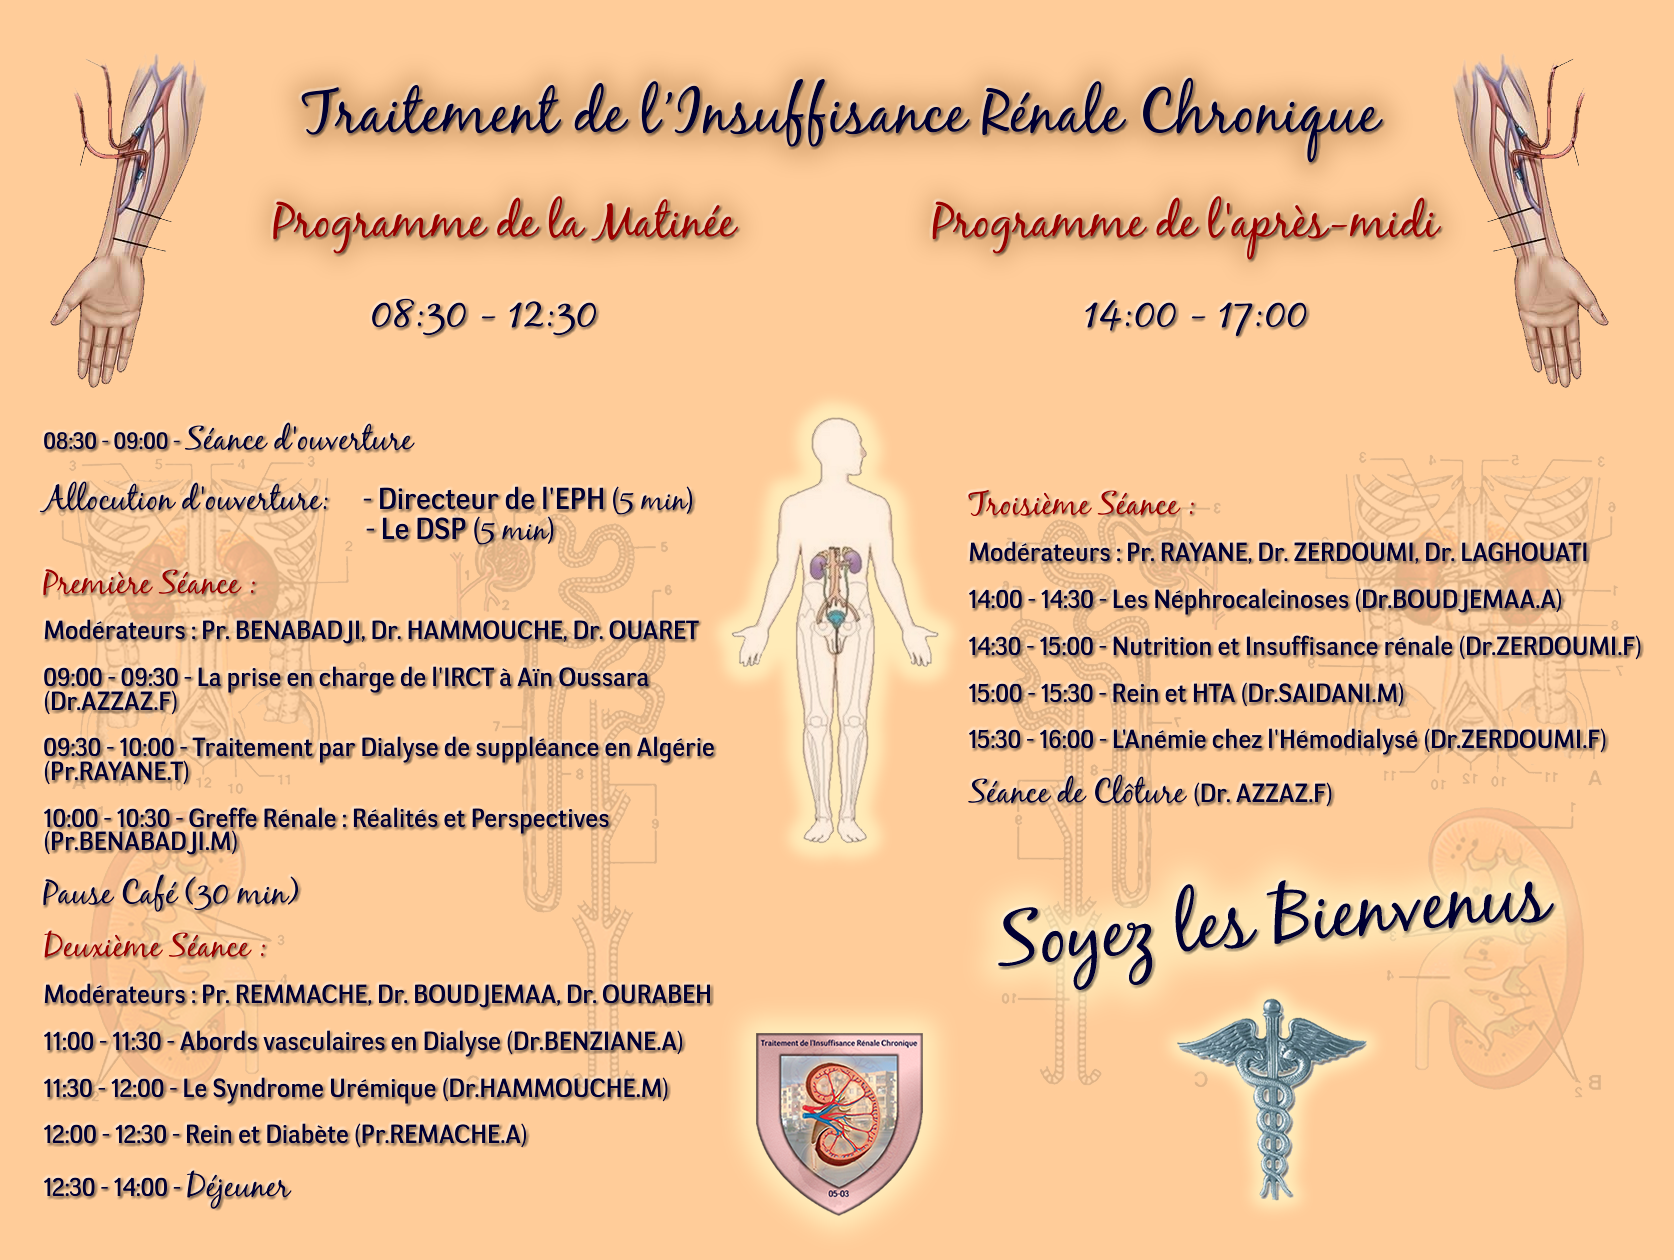 Traitement de l'Insuffisance Rénale Chronique
Programme de la Matinée
08:30 - 12:30
08:30 - 09:00 - Séance d'ouverture
Allocution d'ouverture: - Directeur de l'EPH (5 min)
- Le DSP (5 min)
Première Séance :
Modérateurs : Pr. BENABADJI, Dr. HAMMOUCHE, Dr. OUARET
09:00 - 09:30 - La prise en charge de l'IRCT à Aïn Oussara
(Dr.AZZAZ.F)
09:30 - 10:00 - Traitement par Dialyse de suppléance en Algérie
(Pr.RAYANE.T)
10:00 - 10:30 - Greffe Rénale : Réalités et Perspectives
(Pr.BENABADJI.M)
Pause Café (30 min)
Deuxième Séance :
Modérateurs : Pr. REMMACHE, Dr. BOUDJEMAA, Dr. OURABEH
11:00 - 11:30 - Abords vasculaires en Dialyse (Dr.BENZIANE.A)
11:30 - 12:00 - Le Syndrome Urémique (Dr.HAMMOUCHE.M)
12:00 - 12:30 - Rein et Diabète (Pr.REMACHE.A)
12:30 - 14:00 - Déjeuner
Programme de l'après-midi
14:00 - 17:00
Troisième Séance :
Modérateurs : Pr. RAYANE, Dr. ZERDOUMI, Dr. LAGHOUATI
14:00 - 14:30 - Les Néphrocalcinoses (Dr.BOUDJEMAA.A)
14:30 - 15:00 - Nutrition et Insuffisance rénale (Dr.ZERDOUMI.F)
15:00 - 15:30 - Rein et HTA (Dr.SAIDANI.M)
15:30 - 16:00 - L'Anémie chez l'Hémodialysé (Dr.ZERDOUMI.F)
Séance de Clôture (Dr. AZZAZ.F)
Soyez les Bienvenus
Traitement de l'Insuffisance Rénale Chronique
05-03